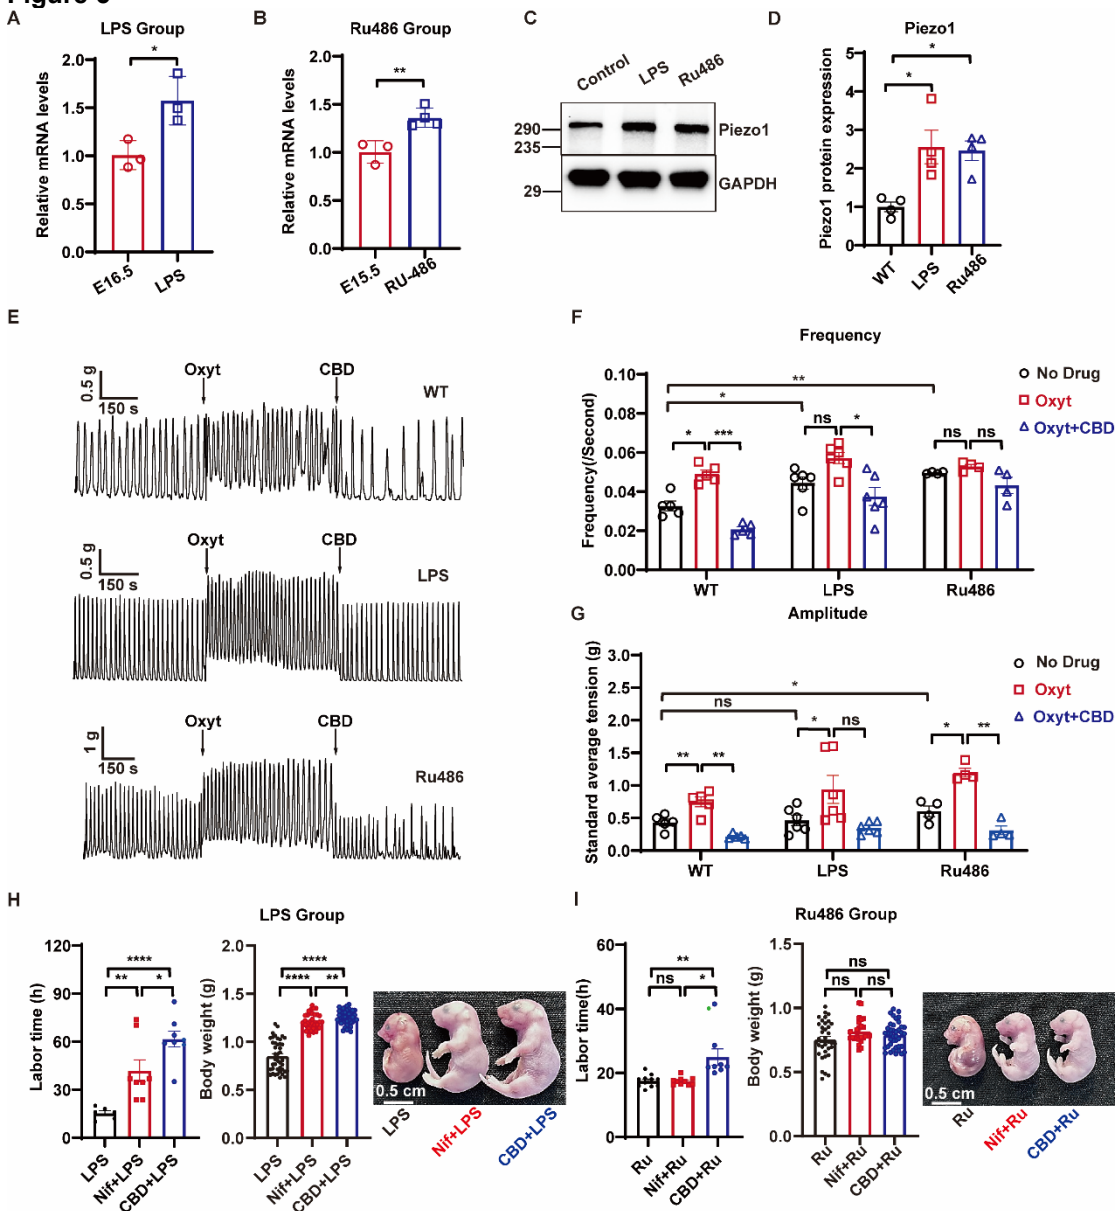 A
LPS Group
Relative mRNA levels
2.0
1.5
1.0
0.5
0.0
*
E16.5
LPS
B
Ru486 Group
Relative mRNA levels
2.0
1.5
1.0
0.5
0.0
**
E15.5
RU-486
C
Control
LPS
Ru486
290
235
29
Piezo1
GAPDH
D
Piezo1
Piezo1 protein expression
5
4
3
2
1
0
*
*
WT
LPS
Ru486
E
0.5 g
150 s
Oxyt
CBD
WT
0.5 g
150 s
Oxyt
CBD
LPS
1 g
150 s
Oxyt
CBD
Ru486
F
Frequency
Frequency(/Second)
0.10
0.08
0.06
0.04
0.02
0.00
**
*
* ***
ns *
ns ns
WT
LPS
Ru486
No Drug
Oxyt
Oxyt+CBD
G
Amplitude
Standard average tension (g)
3.0
2.5
2.0
1.5
1.0
0.5
0.0
*
ns
** **
* ns
* **
WT
LPS
Ru486
No Drug
Oxyt
Oxyt+CBD
H
LPS Group
Labor time (h)
120
90
60
30
0
****
** *
LPS
Nif+LPS
CBD+LPS
Body weight (g)
2.0
1.5
1.0
0.5
0.0
****
**** **
LPS
Nif+LPS
CBD+LPS
0.5 cm
LPS
Nif+LPS
CBD+LPS
I
Ru486 Group
Labor time(h)
60
40
20
0
**
ns *
Ru
Nif+Ru
CBD+Ru
Body weight (g)
1.5
1.0
0.5
0.0
ns
ns ns
Ru
Nif+Ru
CBD+Ru
0.5 cm
Ru
Nif+Ru
CBD+Ru